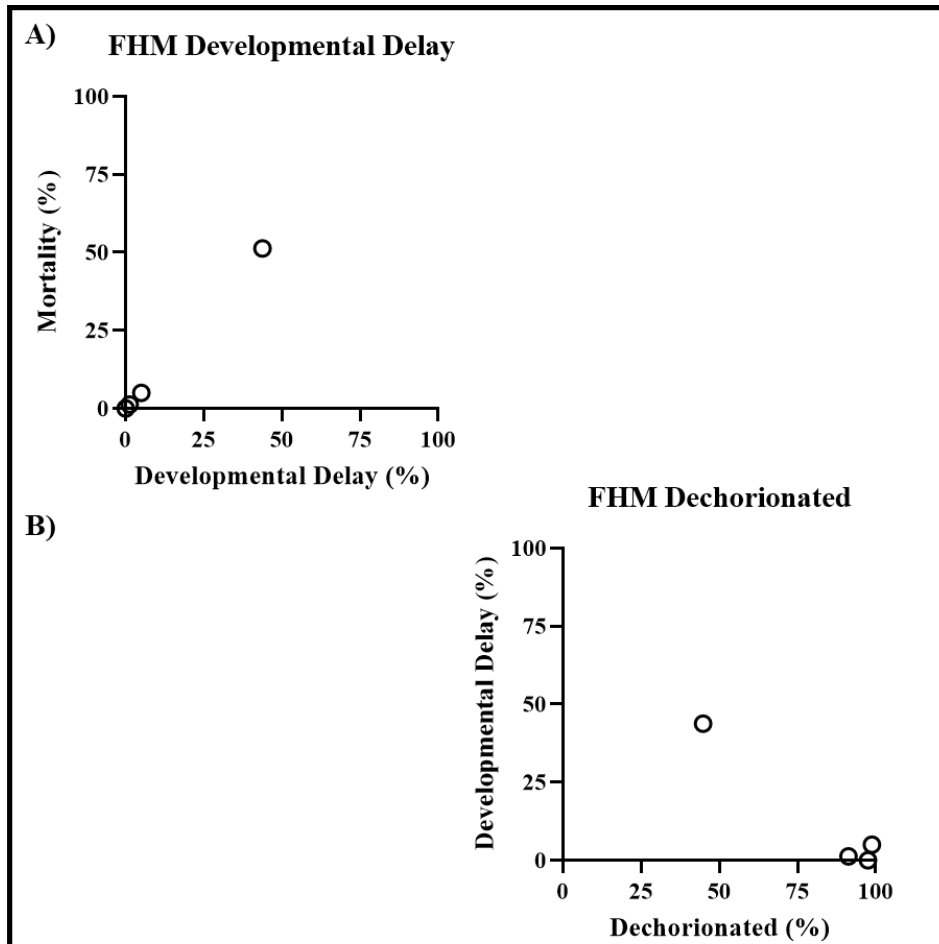 A)
FHM Developmental Delay
100
75
50
25
0
Mortality (%)
0 25 50 75 100
Developmental Delay (%)
B)
FHM Dechorionated
100
75
50
25
0
Developmental Delay (%)
0 25 50 75 100
Dechorionated (%)